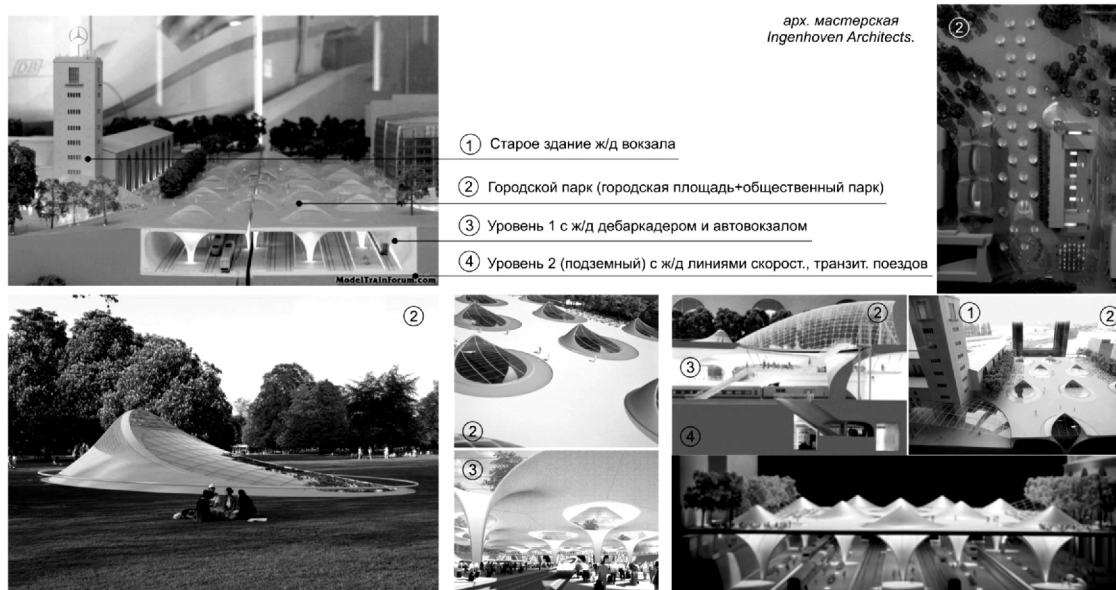 арх. мастерская
Ingenhoven Architects.
DB
① Старое здание ж/д вокзала
② Городской парк (городская площадь+общественный парк)
③ Уровень 1 с ж/д дебаркадером и автовокзалом
④ Уровень 2 (подземный) с ж/д линиями скорост., транзит. поездов
ModelTrainForum.com
②
②
②
③
②
③
④
①
②